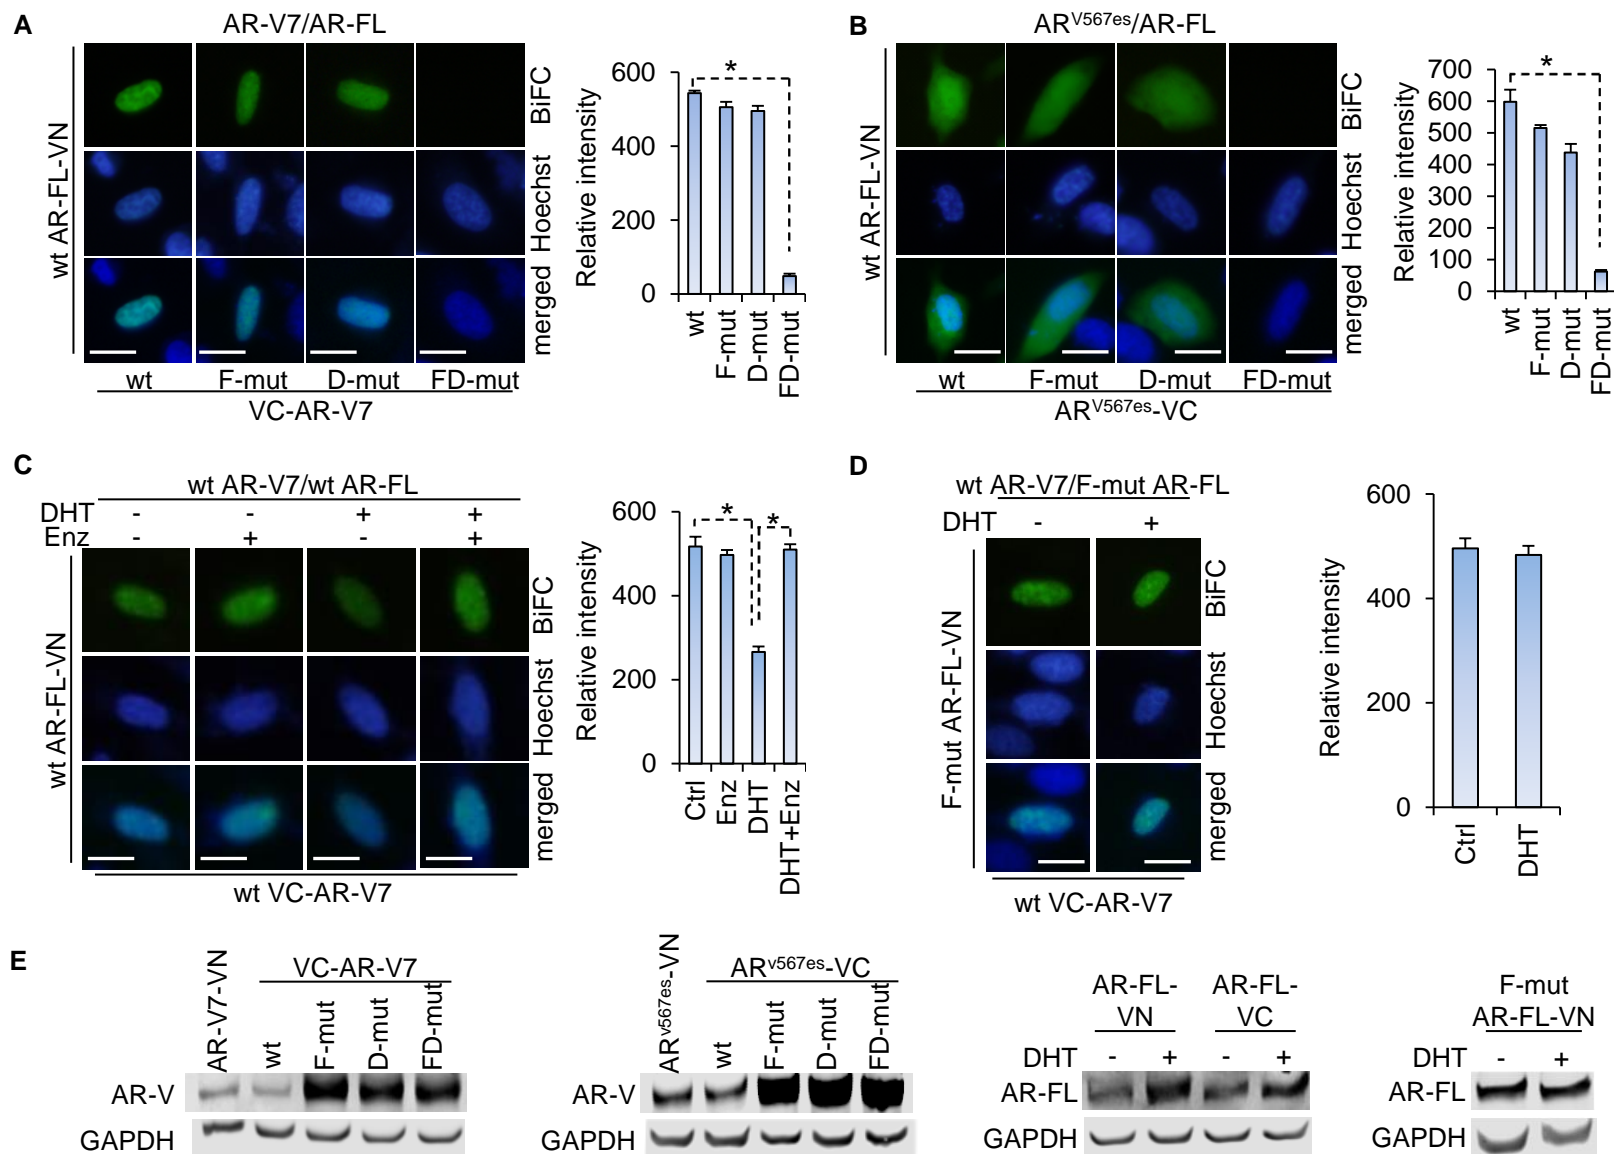 A
AR-V7/AR-FL
wt AR-FL-VN
BiFC
Hoechst
merged
wt F-mut D-mut FD-mut
VC-AR-V7
Relative intensity
600
400
200
0
*
wt
F-mut
D-mut
FD-mut
B
ARV567es/AR-FL
wt AR-FL-VN
BiFC
Hoechst
merged
wt F-mut D-mut FD-mut
ARV567es-VC
Relative intensity
700
600
500
400
300
200
100
0
*
wt
F-mut
D-mut
FD-mut
C
wt AR-V7/wt AR-FL
DHT - - + +
Enz - + - +
wt AR-FL-VN
BiFC
Hoechst
merged
wt VC-AR-V7
Relative intensity
600
400
200
0
* *
Ctrl
Enz
DHT
DHT+Enz
D
wt AR-V7/F-mut AR-FL
DHT - +
F-mut AR-FL-VN
BiFC
Hoechst
merged
wt VC-AR-V7
Relative intensity
600
400
200
0
Ctrl
DHT
E
AR-V7-VN
VC-AR-V7
wt
F-mut
D-mut
FD-mut
AR-V
GAPDH
ARv567es-VN
ARv567es-VC
wt
F-mut
D-mut
FD-mut
AR-V
GAPDH
AR-FL-
VN
AR-FL-
VC
DHT - + - +
AR-FL
GAPDH
F-mut
AR-FL-VN
DHT - +
AR-FL
GAPDH